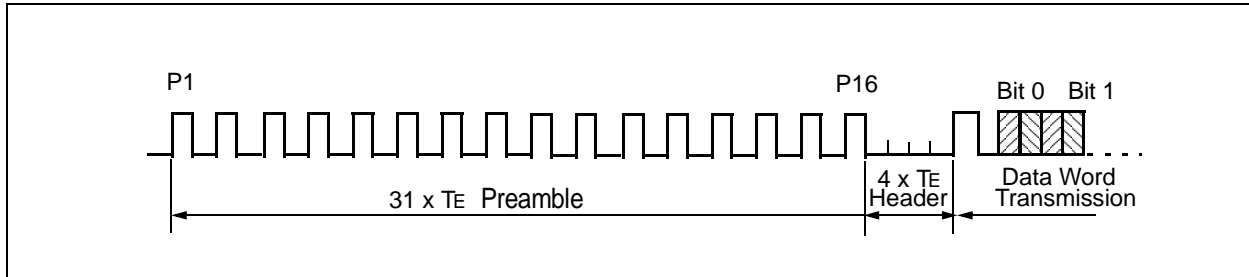 P1
P16
Bit 0 Bit 1
31 x TE Preamble
4 x TE
Header
Data Word
Transmission